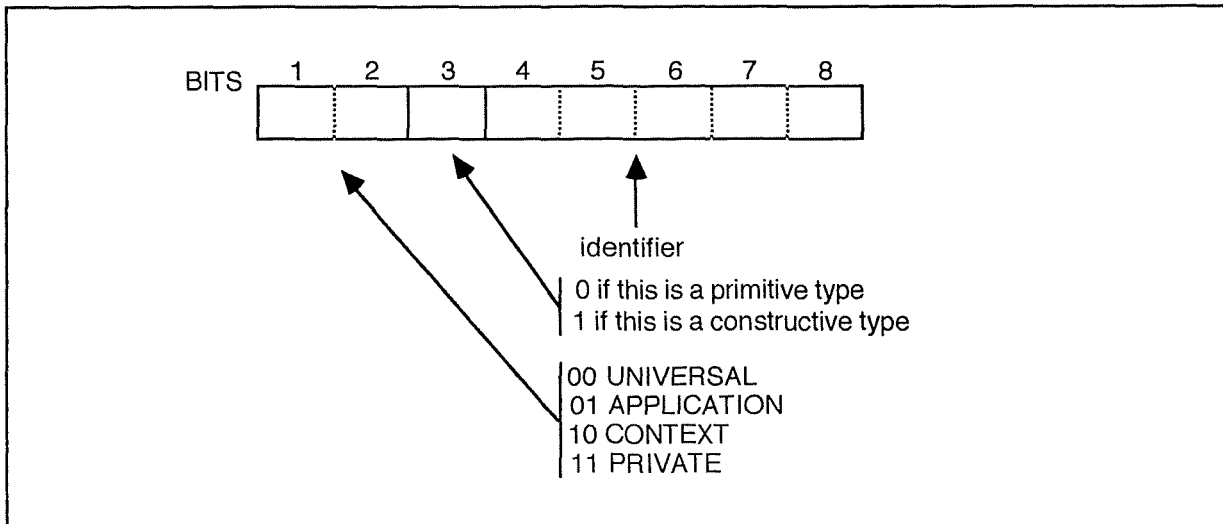 BITS 1 2 3 4 5 6 7 8
identifier
0 if this is a primitive type
1 if this is a constructive type
00 UNIVERSAL
01 APPLICATION
10 CONTEXT
11 PRIVATE